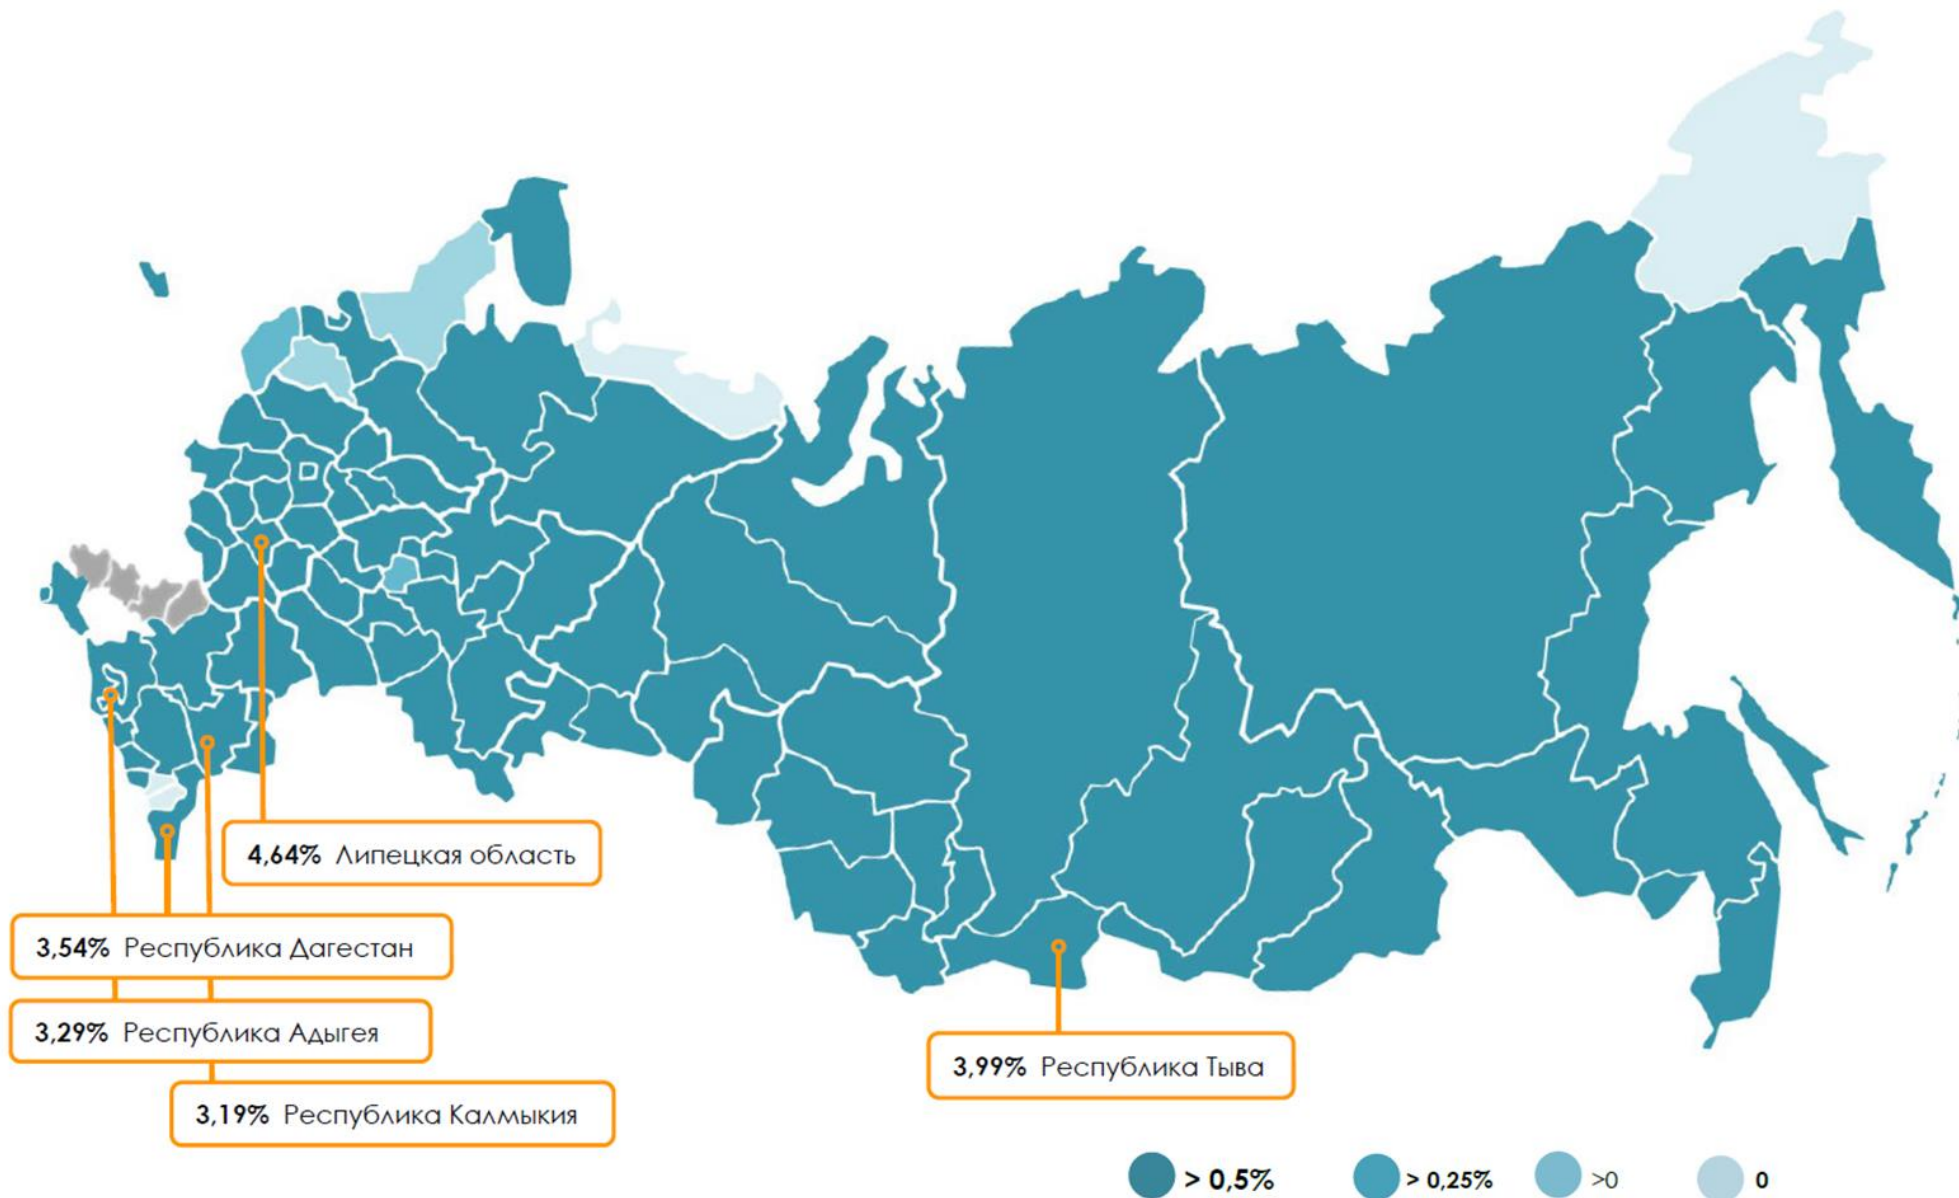 4,64% Липецкая область
3,54% Республика Дагестан
3,29% Республика Адыгея
3,19% Республика Калмыкия
3,99% Республика Тыва
> 0,5%
> 0,25%
>0
0